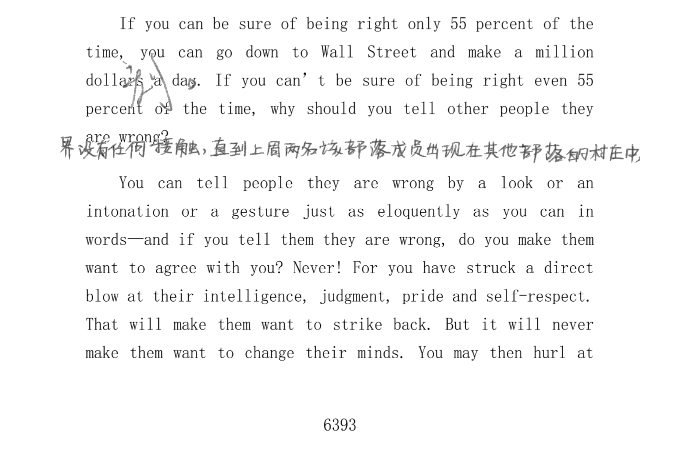 If you can be sure of being right only 55 percent of the
time, you can go down to Wall Street and make a million
dollars a day. If you can't be sure of being right even 55
percent of the time, why should you tell other people they
are wrong?
界没有任何接触,直到上周两名该部落成员出现在其他部落的村庄中
You can tell people they are wrong by a look or an
intonation or a gesture just as eloquently as you can in
words—and if you tell them they are wrong, do you make them
want to agree with you? Never! For you have struck a direct
blow at their intelligence, judgment, pride and self-respect.
That will make them want to strike back. But it will never
make them want to change their minds. You may then hurl at
6393